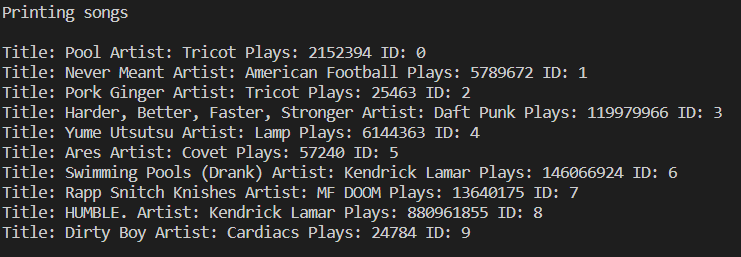 Printing songs
Title: Pool Artist: Tricot Plays: 2152394 ID: 0
Title: Never Meant Artist: American Football Plays: 5789672 ID: 1
Title: Pork Ginger Artist: Tricot Plays: 25463 ID: 2
Title: Harder, Better, Faster, Stronger Artist: Daft Punk Plays: 119979966 ID: 3
Title: Yume Utsutsu Artist: Lamp Plays: 6144363 ID: 4
Title: Ares Artist: Covet Plays: 57240 ID: 5
Title: Swimming Pools (Drank) Artist: Kendrick Lamar Plays: 146066924 ID: 6
Title: Rapp Snitch Knishes Artist: MF DOOM Plays: 13640175 ID: 7
Title: HUMBLE. Artist: Kendrick Lamar Plays: 880961855 ID: 8
Title: Dirty Boy Artist: Cardiacs Plays: 24784 ID: 9